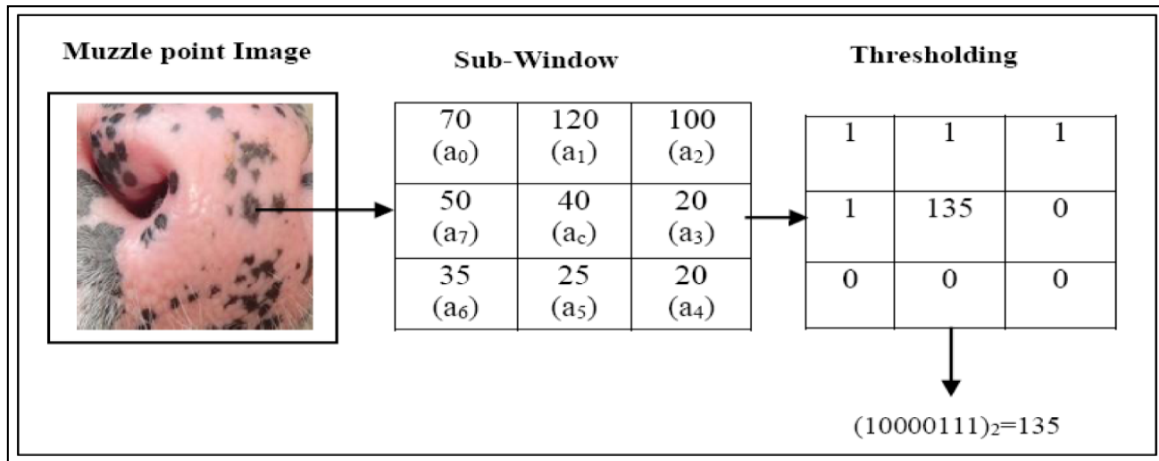 Muzzle point Image
Sub-Window
Thresholding
70 120 100
(a₀) (a₁) (a₂)
50 40 20
(a₇) (a꜀) (a₃)
35 25 20
(a₆) (a₅) (a₄)
1 1 1
1 135 0
0 0 0
(10000111)₂=135